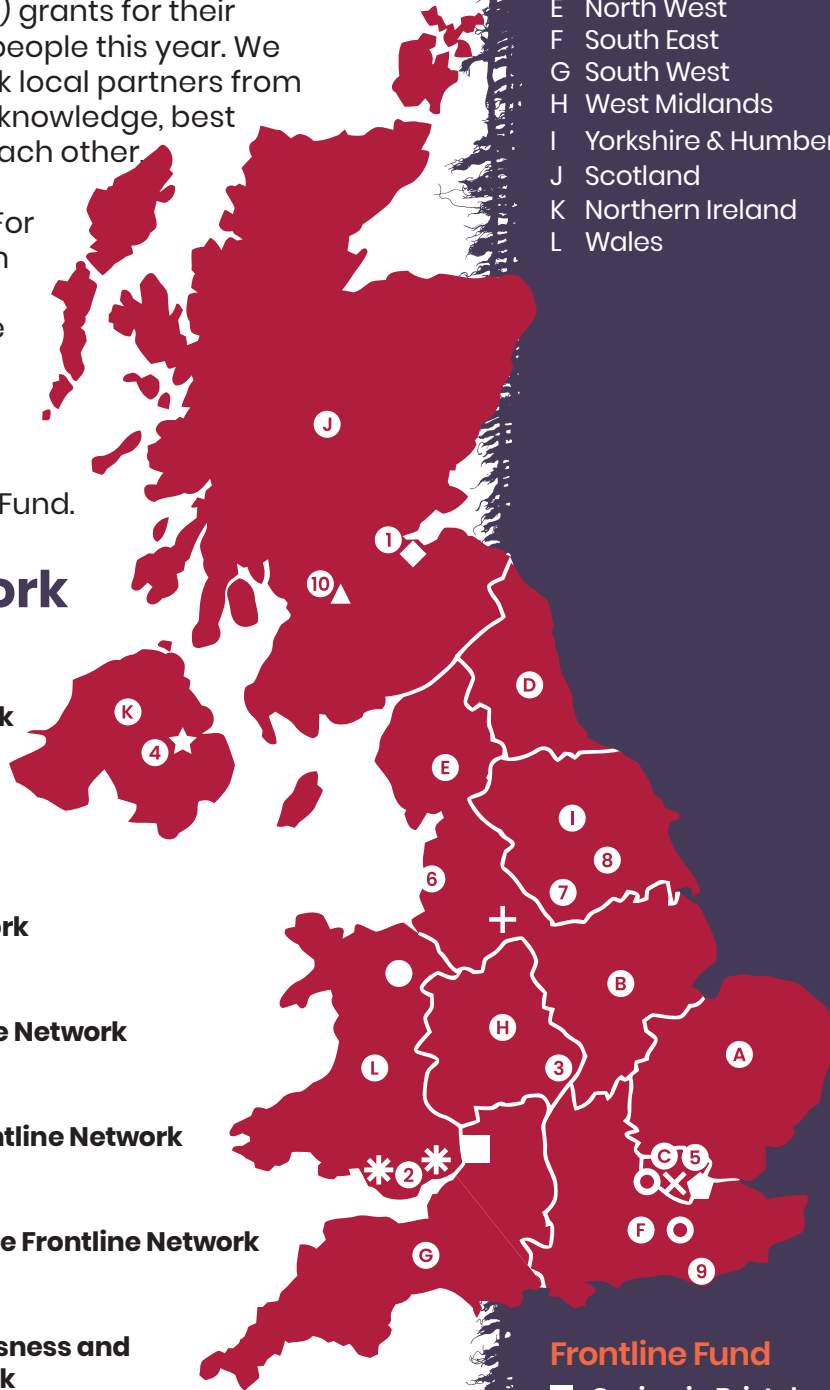 ) grants for their
people this year. We
k local partners from
knowledge, best
ach other.
For
n
e
Fund.
ork
k
ork
e Network
ntline Network
e Frontline Network
sness and
k
E North West
F South East
G South West
H West Midlands
I Yorkshire & Humber
J Scotland
K Northern Ireland
L Wales
J
1
10
D
K
4
E
I
8
7
6
B
H
A
3
L
C
5
2
F
G
9
Frontline Fund